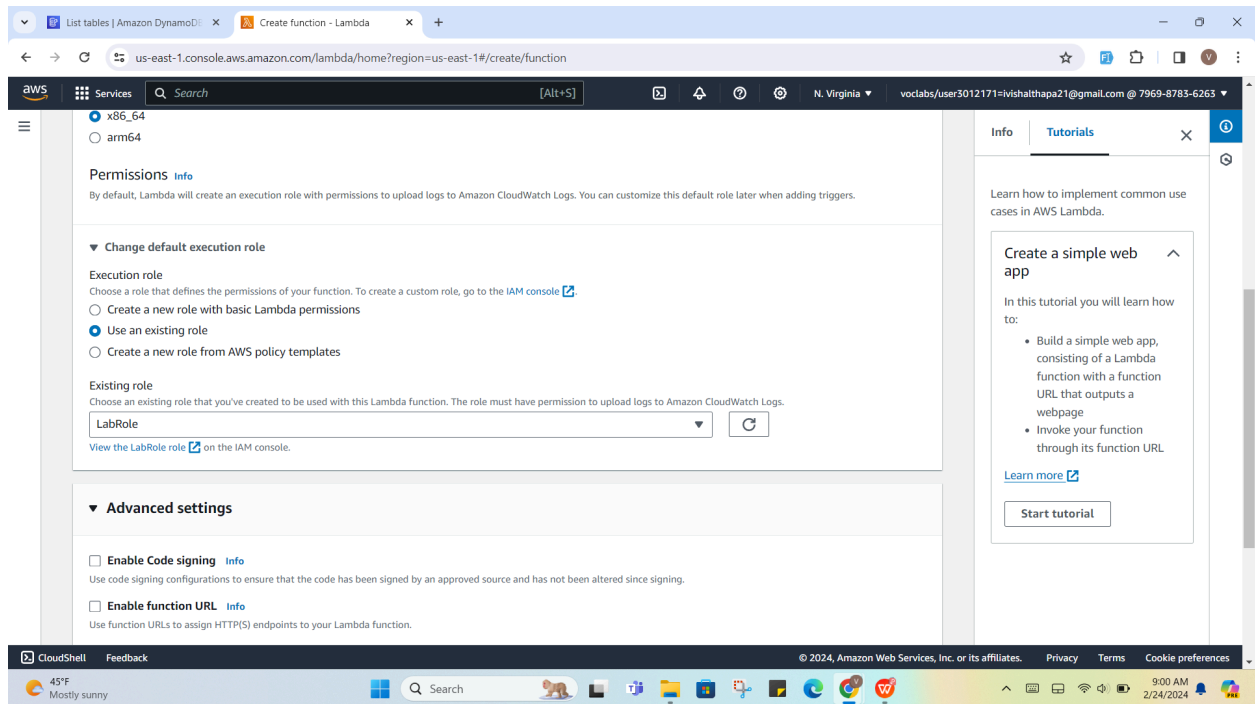 List tables | Amazon DynamoDB
Create function - Lambda
us-east-1.console.aws.amazon.com/lambda/home?region=us-east-1#/create/function
V
aws
Services
Search
[Alt+S]
N. Virginia
voclabs/user3012171=ivishalthapa21@gmail.com @ 7969-8783-6263
x86_64
arm64
Permissions Info
By default, Lambda will create an execution role with permissions to upload logs to Amazon CloudWatch Logs. You can customize this default role later when adding triggers.
Change default execution role
Execution role
Choose a role that defines the permissions of your function. To create a custom role, go to the IAM console.
Create a new role with basic Lambda permissions
Use an existing role
Create a new role from AWS policy templates
Existing role
Choose an existing role that you've created to be used with this Lambda function. The role must have permission to upload logs to Amazon CloudWatch Logs.
LabRole
View the LabRole role on the IAM console.
Advanced settings
Enable Code signing Info
Use code signing configurations to ensure that the code has been signed by an approved source and has not been altered since signing.
Enable function URL Info
Use function URLs to assign HTTP(S) endpoints to your Lambda function.
Info
Tutorials
Learn how to implement common use
cases in AWS Lambda.
Create a simple web
app
In this tutorial you will learn how
to:
Build a simple web app,
consisting of a Lambda
function with a function
URL that outputs a
webpage
Invoke your function
through its function URL
Learn more
Start tutorial
CloudShell
Feedback
© 2024, Amazon Web Services, Inc. or its affiliates.
Privacy
Terms
Cookie preferences
45°F
Mostly sunny
Search
9:00 AM
2/24/2024